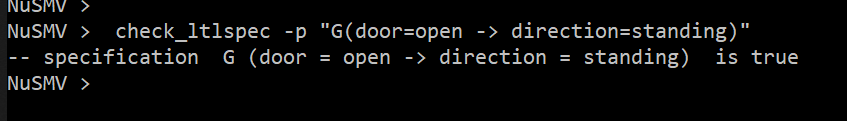 NuSMV >
NuSMV >  check_ltlspec -p "G(door=open -> direction=standing)"
-- specification  G (door = open -> direction = standing)  is true
NuSMV >